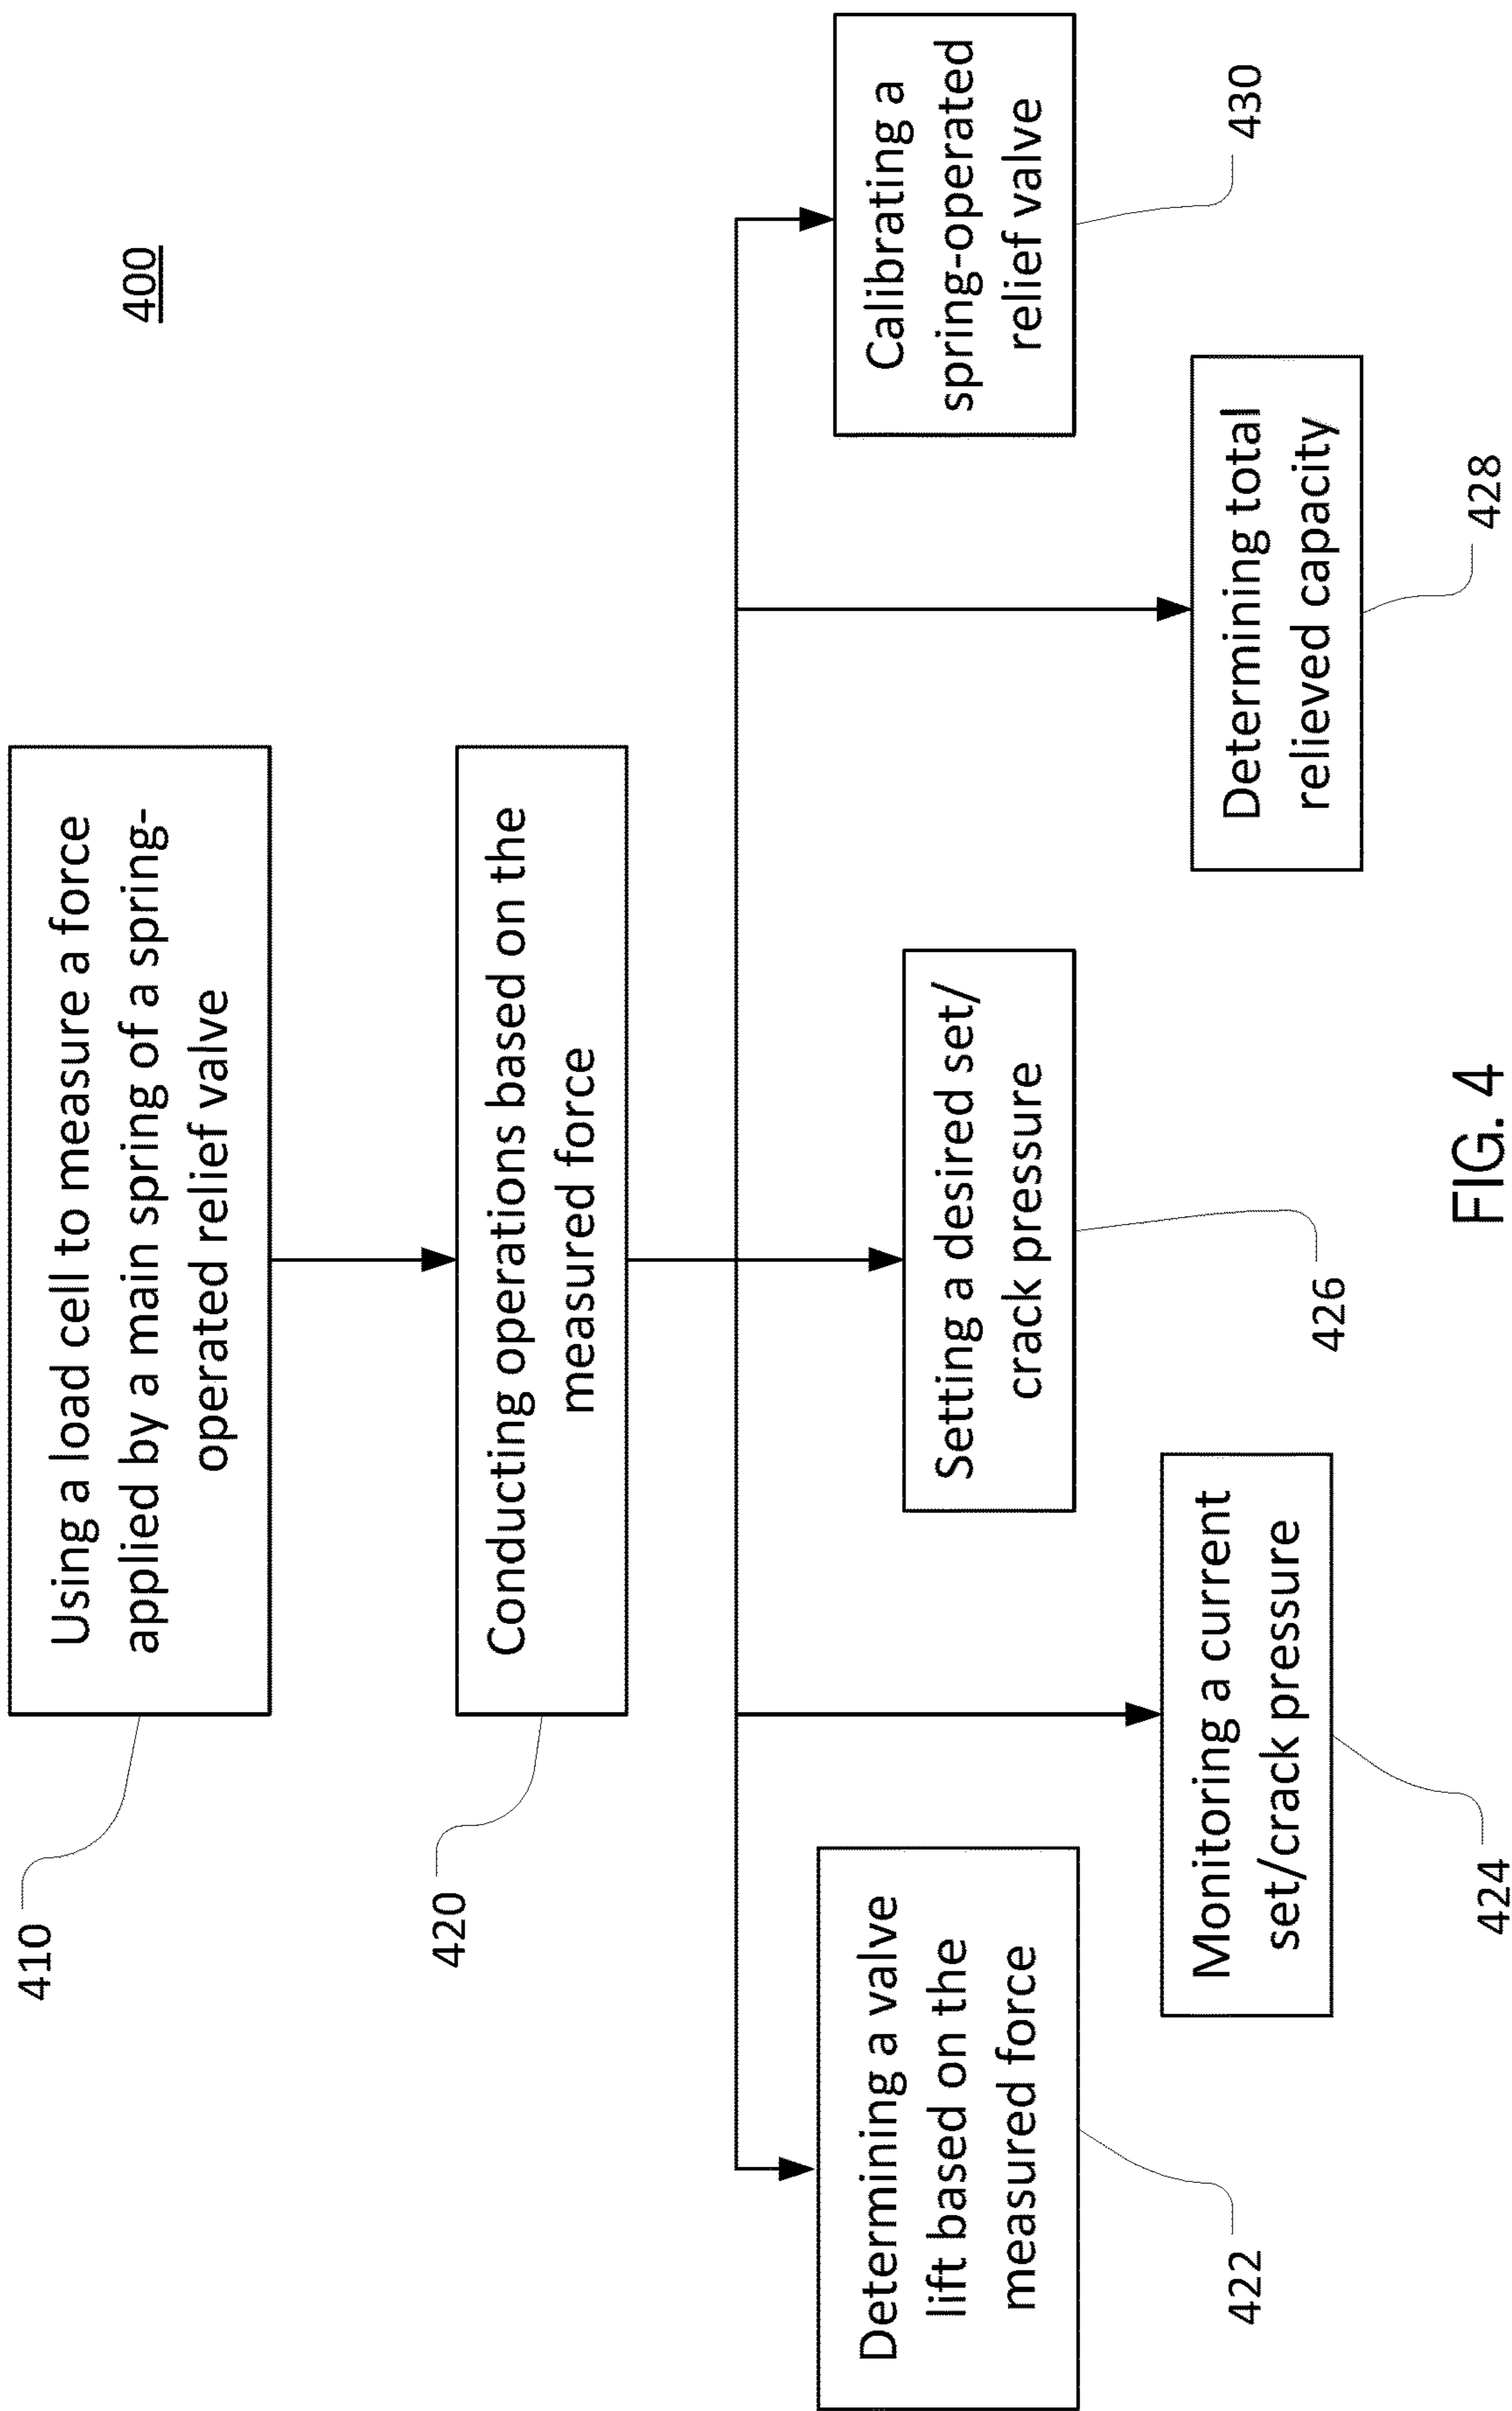 400
Using a load cell to measure a force
applied by a main spring of a spring-
operated relief valve
410
Conducting operations based on the
measured force
420
Determining a valve
lift based on the
measured force
422
Monitoring a current
set/crack pressure
424
Setting a desired set/
crack pressure
426
Determining total
relieved capacity
428
Calibrating a
spring-operated
relief valve
430
FIG. 4